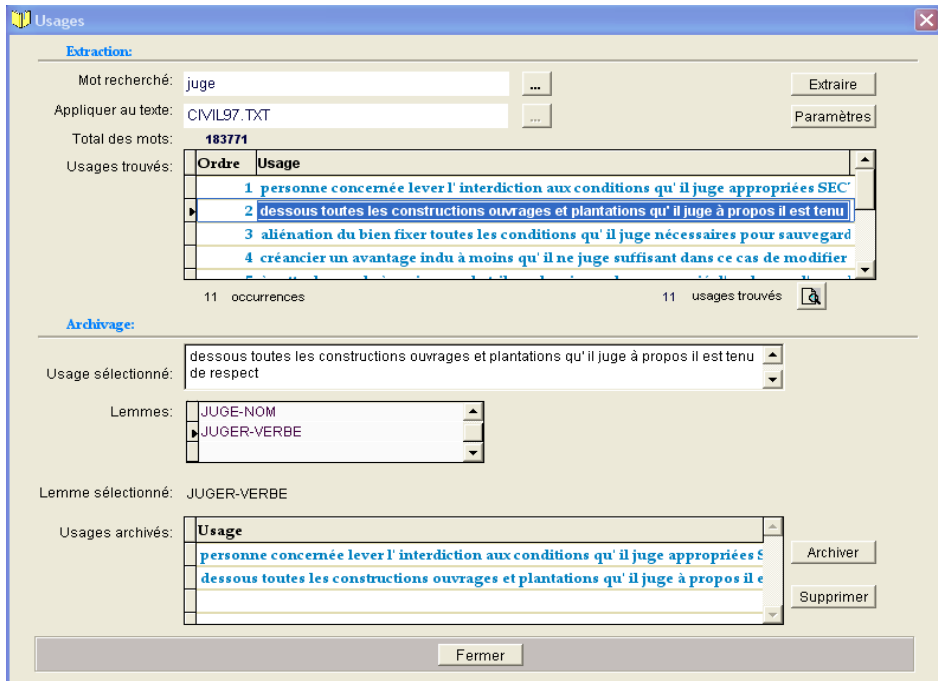 Usages
Extraction:
Mot recherché: juge ... Extraire
Appliquer au texte: CIVIL97.TXT ... Paramètres
Total des mots: 183771
Usages trouvés: Ordre Usage
1 personne concernée lever l' interdiction aux conditions qu' il juge appropriées SEC
2 dessous toutes les constructions ouvrages et plantations qu' il juge à propos il est tenu
3 aliénation du bien fixer toutes les conditions qu' il juge nécessaires pour sauvegard
4 créancier un avantage indu à moins qu' il ne juge suffisant dans ce cas de modifier
11 occurrences 11 usages trouvés
Archivage:
Usage sélectionné: dessous toutes les constructions ouvrages et plantations qu' il juge à propos il est tenu
de respect
Lemmes: JUGE-NOM
JUGER-VERBE
Lemme sélectionné: JUGER-VERBE
Usages archivés: Usage
personne concernée lever l' interdiction aux conditions qu' il juge appropriées S
dessous toutes les constructions ouvrages et plantations qu' il juge à propos il e
Archiver
Supprimer
Fermer